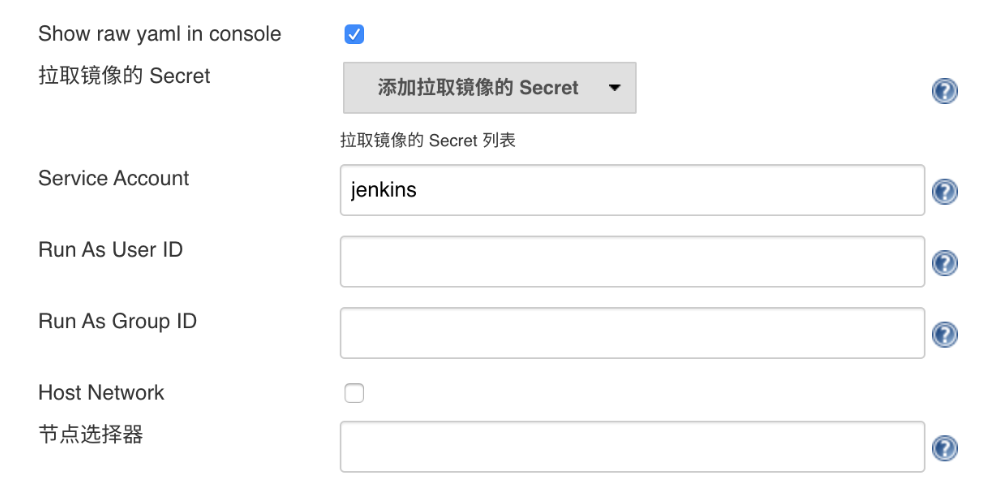 Show raw yaml in console
拉取镜像的 Secret
添加拉取镜像的 Secret
拉取镜像的 Secret 列表
Service Account
jenkins
Run As User ID
Run As Group ID
Host Network
节点选择器